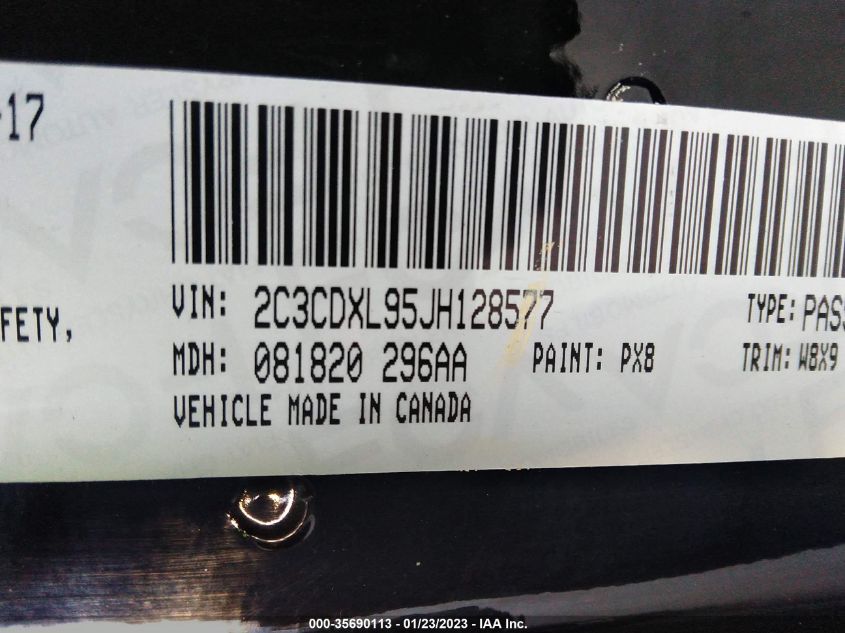 -17
VIN: 2C3CDXL95JH128577 TYPE: PASS
FETY,
MDH: 081820 296AA PAINT: PX8 TRIM: W8X9
VEHICLE MADE IN CANADA
000-35690113 - 01/23/2023 - © IAA Inc.